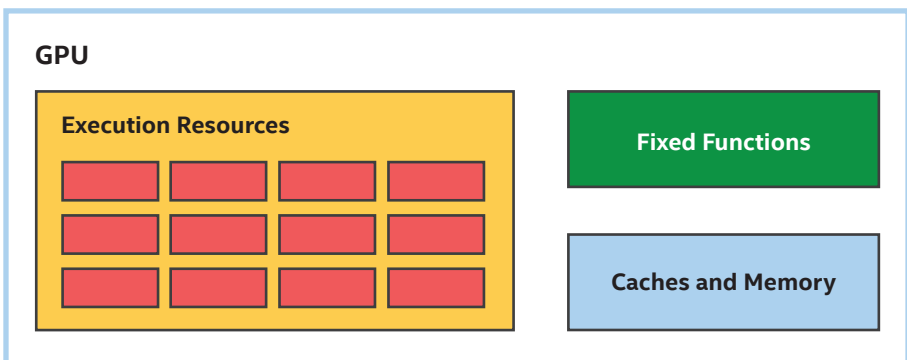 GPU
Execution Resources
Fixed Functions
Caches and Memory